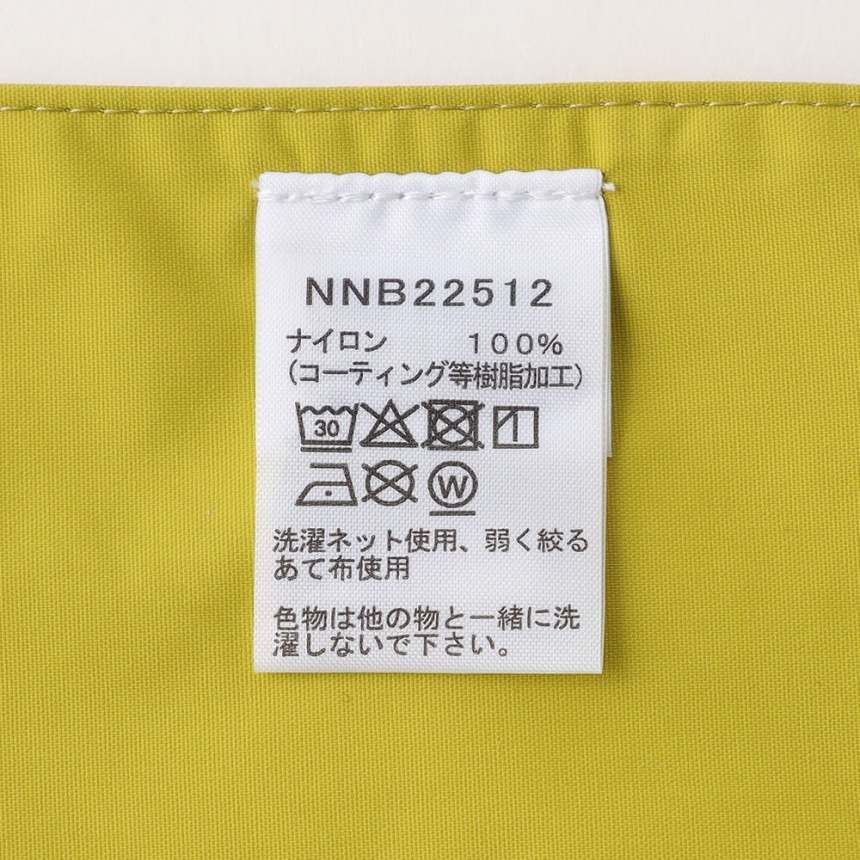 NNB22512
ナイロン 100%
(コーティング等樹脂加工)
30
W
洗濯ネット使用、弱く絞る
あて布使用
色物は他の物と一緒に洗
濯しないで下さい。